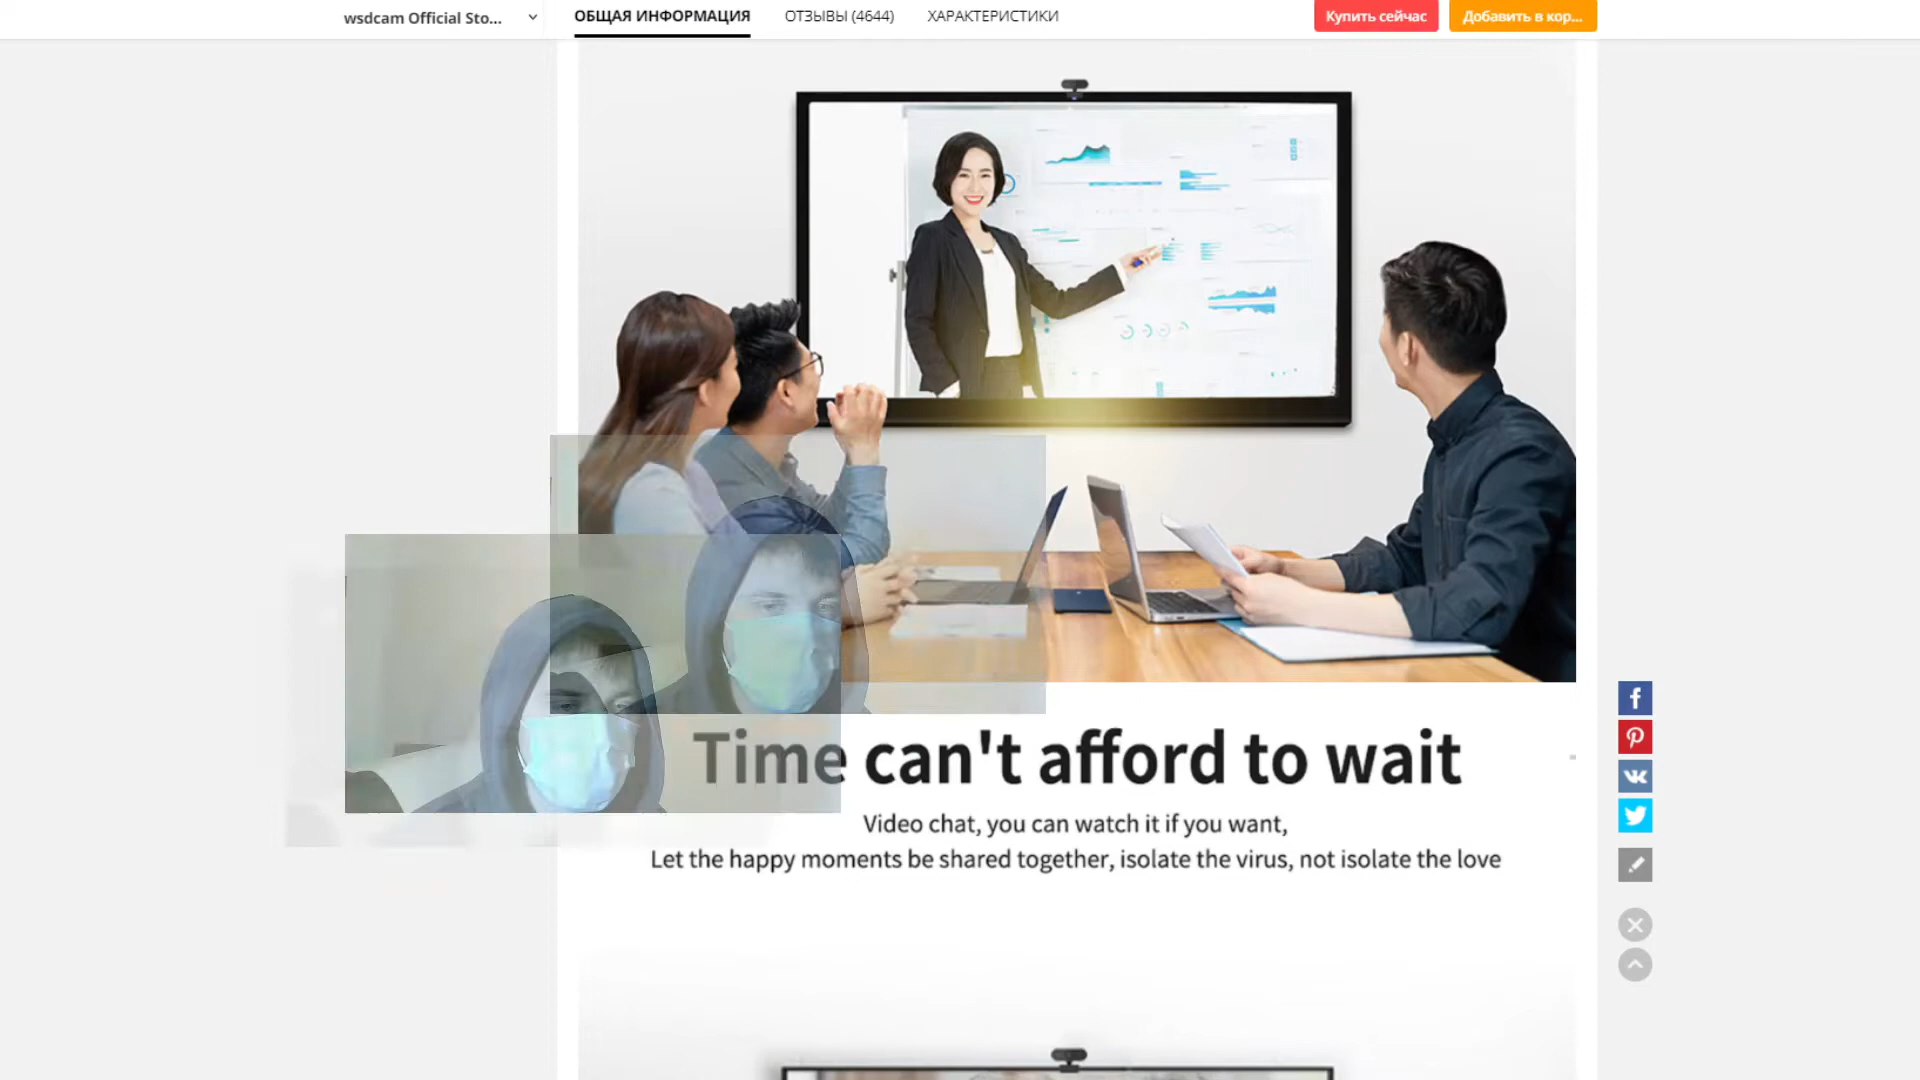 wsdcam Official Sto...
ОБЩАЯ ИНФОРМАЦИЯ
ОТЗЫВЫ (4644)
ХАРАКТЕРИСТИКИ
Купить сейчас
Добавить в кор...
Time can't afford to wait
Video chat, you can watch it if you want,
Let the happy moments be shared together, isolate the virus, not isolate the love